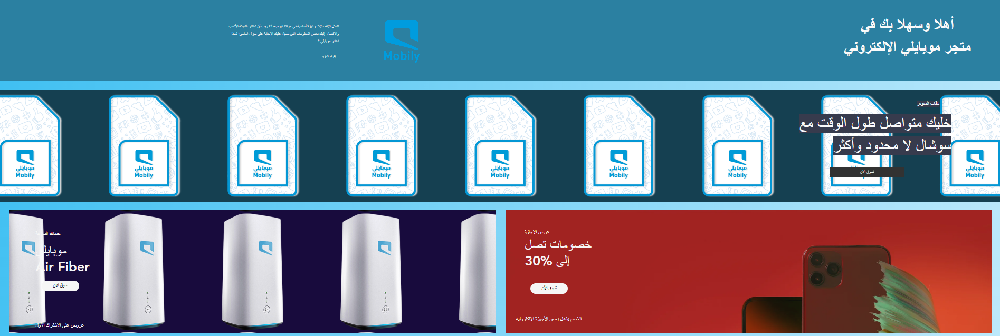 أهلا وسهلا بك في
متجر موبايلي الإلكتروني
Mobily
تشكل الاتصالات ركيزة أساسية في حياتنا اليومية، لذا يجب أن تختار الشبكة الأنسب
والأفضل. إليك بعض المعلومات التي تسهّل عليك الإجابة على سؤال أساسي: لماذا
تختار موبايلي ؟
إقراء المزيد
باقات المفوتر
خليك متواصل طول الوقت مع
سوشال لا محدود وأكثر
تسوق الآن
موبايلي
Mobily
موبايلي
Mobily
موبايلي
Mobily
موبايلي
Mobily
موبايلي
Mobily
موبايلي
Mobily
موبايلي
Mobily
Mobily
موبايلي
Mobily
عرض الإجازة
خصومات تصل
إلى 30%
تسوق الآن
الخصم يشمل بعض الأجهزة الإلكترونية
جبنالك
موبايلي
Air Fiber
تسوق الآن
عروض على الاشتراك الأول